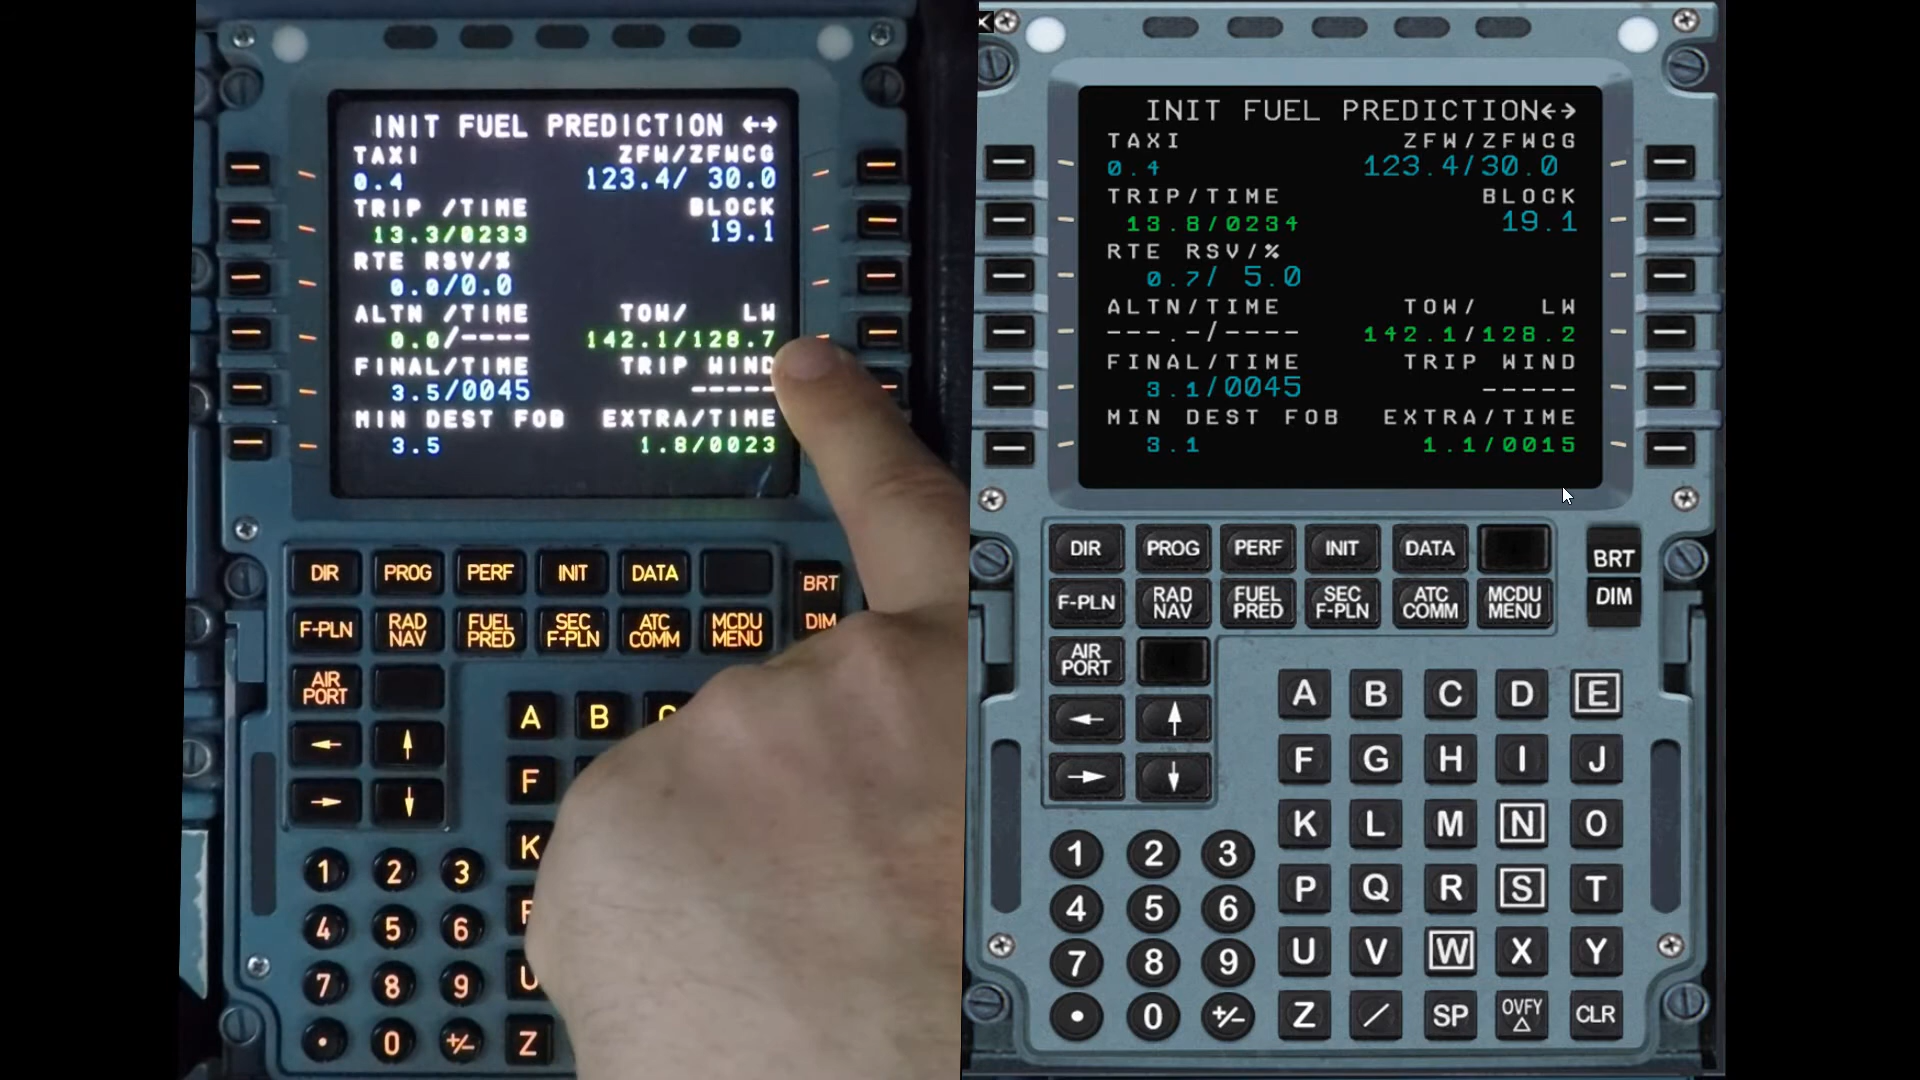 INIT FUEL PREDICTION ←→
TAXI ZFW/ZFWCG
0.4 123.4/ 30.0
TRIP /TIME BLOCK
13.3/0233 19.1
RTE RSV/%
0.0/0.0
ALTN /TIME TOW/ LW
0.0/---- 142.1/128.7
FINAL/TIME TRIP WIND
3.5/0045 -----
MIN DEST FOB EXTRA/TIME
3.5 1.8/0023
DIR PROG PERF INIT DATA
BRT
F-PLN RAD NAV FUEL PRED SEC F-PLN ATC COMM MCDU MENU
DIM
AIR PORT
← ↑
→ ↓
A B
F
K
Z
1 2 3
4 5 6
7 8 9
. 0 +/-
INIT FUEL PREDICTION←→
TAXI ZFW/ZFWCG
0.4 123.4/30.0
TRIP/TIME BLOCK
13.8/0234 19.1
RTE RSV/%
0.7/ 5.0
ALTN/TIME TOW/ LW
---.-/---- 142.1/128.2
FINAL/TIME TRIP WIND
3.1/0045 -----
MIN DEST FOB EXTRA/TIME
3.1 1.1/0015
DIR PROG PERF INIT DATA
BRT
F-PLN RAD NAV FUEL PRED SEC F-PLN ATC COMM MCDU MENU
DIM
AIR PORT
← ↑
→ ↓
A B C D E
F G H I J
K L M N O
P Q R S T
U V W X Y
Z / SP OVFY △ CLR
1 2 3
4 5 6
7 8 9
. 0 +/-